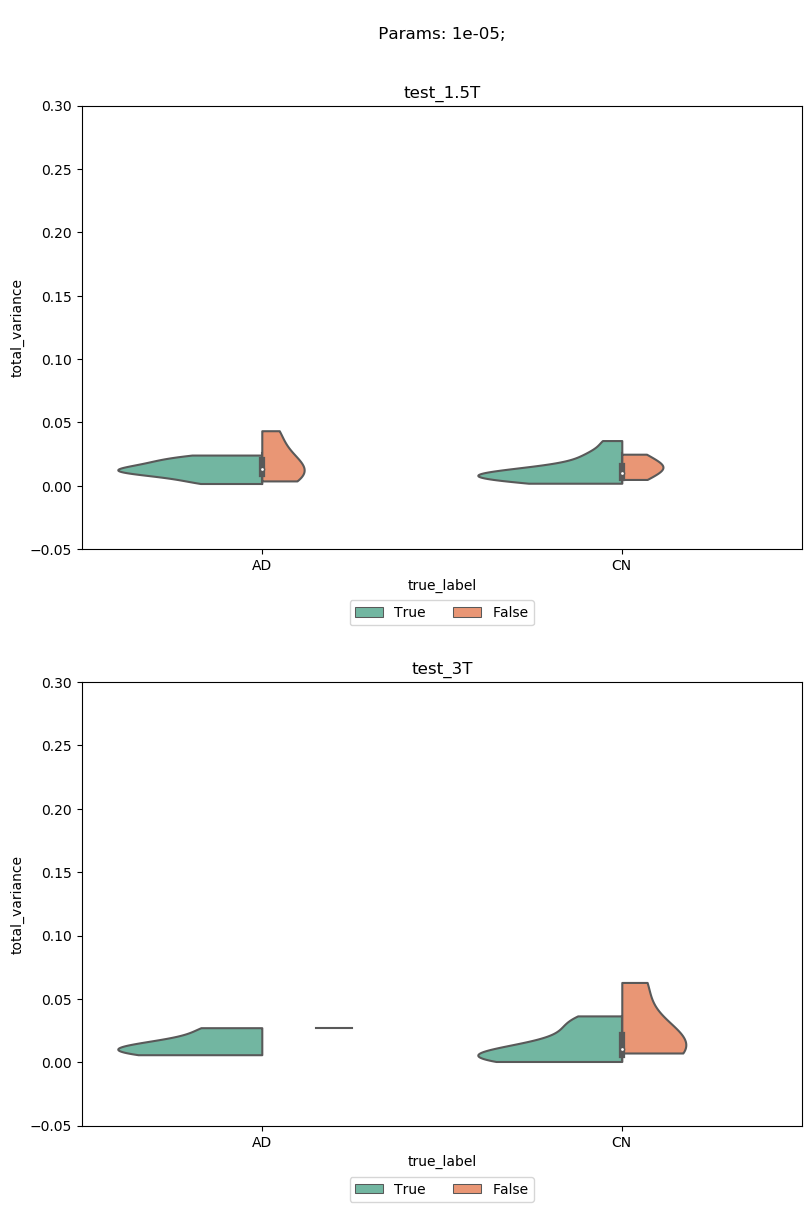 Params: 1e-05;
test_1.5T
0.30
0.25
0.20
0.15
0.10
0.05
0.00
−0.05
total_variance
AD CN
true_label
True False
test_3T
0.30
0.25
0.20
0.15
0.10
0.05
0.00
−0.05
total_variance
AD CN
true_label
True False